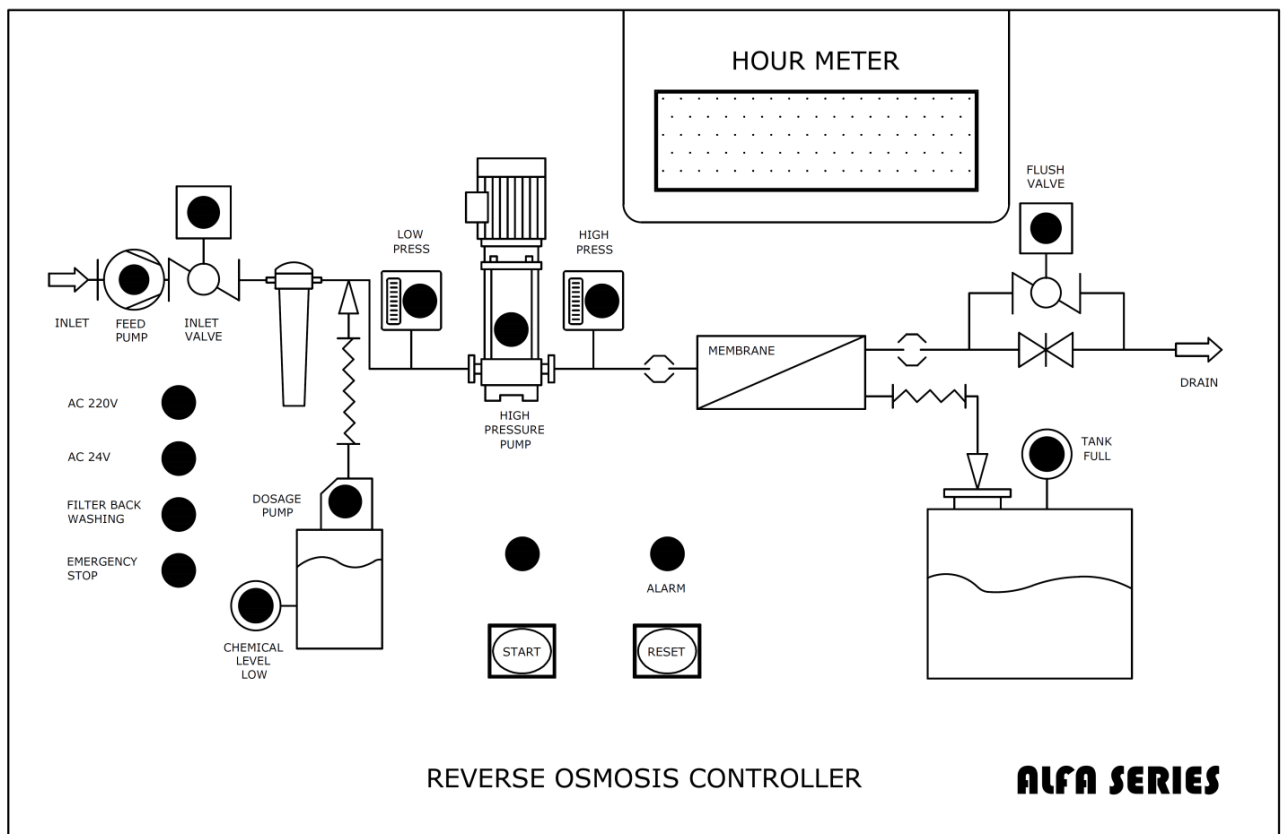 HOUR METER
FLUSH
VALVE
LOW
PRESS
HIGH
PRESS
INLET
FEED
PUMP
INLET
VALVE
MEMBRANE
DRAIN
AC 220V
HIGH
PRESSURE
PUMP
TANK
FULL
AC 24V
FILTER BACK
WASHING
DOSAGE
PUMP
EMERGENCY
STOP
ALARM
CHEMICAL
LEVEL
LOW
START
RESET
REVERSE OSMOSIS CONTROLLER
ALFA SERIES